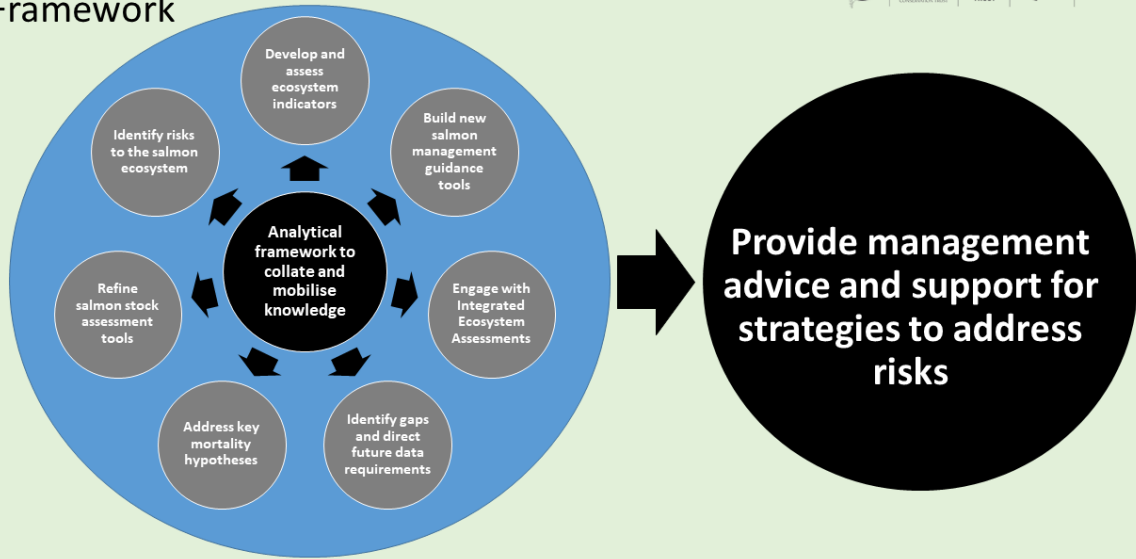 Framework
Develop and
assess
ecosystem
indicators
Build new
salmon
management
guidance
tools
Engage with
Integrated
Ecosystem
Assessments
Identify gaps
and direct
future data
requirements
Address key
mortality
hypotheses
Refine
salmon stock
assessment
tools
Identify risks
to the salmon
ecosystem
Analytical
framework to
collate and
mobilise
knowledge
Provide management
advice and support for
strategies to address
risks